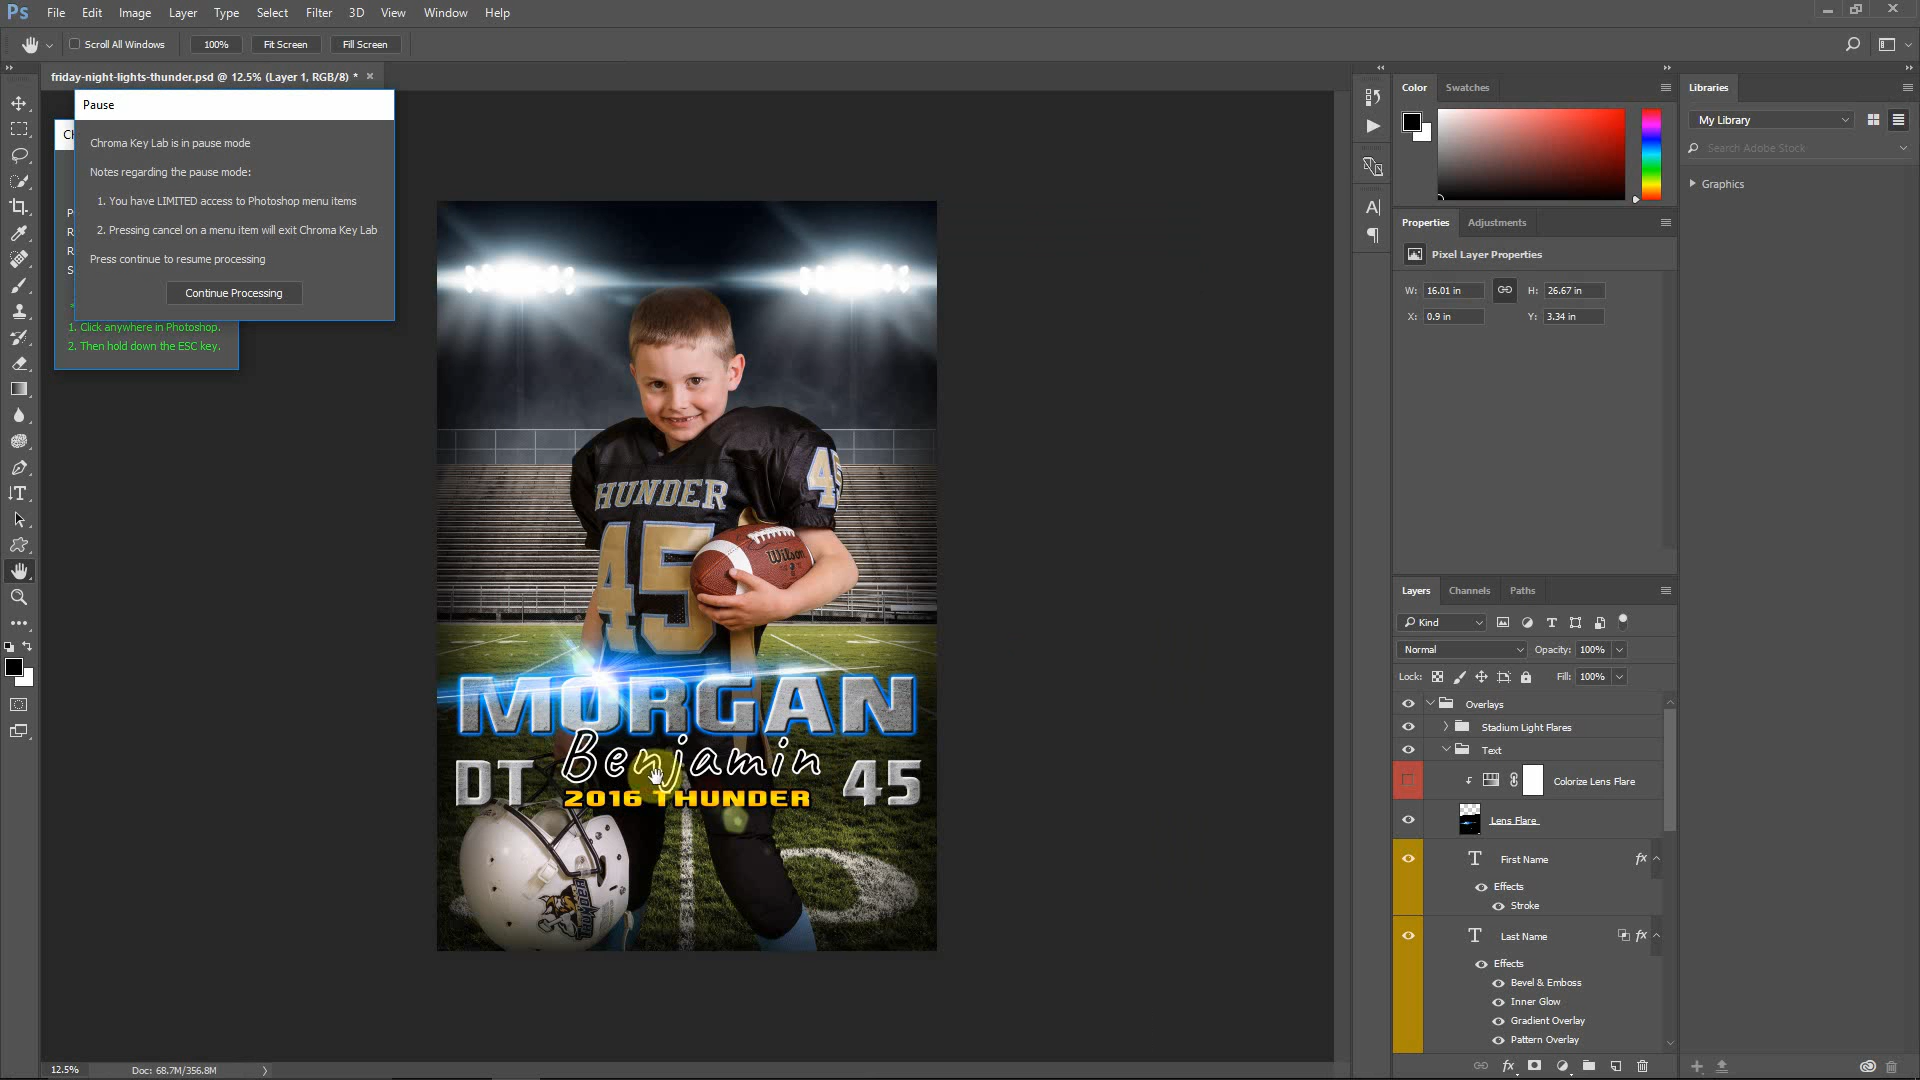 Ps File Edit Image Layer Type Select Filter 3D View Window Help
Scroll All Windows 100% Fit Screen Fill Screen
friday-night-lights-thunder.psd @ 12.5% (Layer 1, RGB/8) *
Pause
Chroma Key Lab is in pause mode
Notes regarding the pause mode:
1. You have LIMITED access to Photoshop menu items
2. Pressing cancel on a menu item will exit Chroma Key Lab
Press continue to resume processing
Continue Processing
1. Click anywhere in Photoshop.
2. Then hold down the ESC key.
HUNDER
45
45
Wilson
MORGAN
Benjamin
DT
45
2016 THUNDER
THUNDER
Color Swatches
Properties Adjustments
Pixel Layer Properties
W: 16.01 in H: 26.67 in
X: 0.9 in Y: 3.34 in
Layers Channels Paths
Kind
Normal Opacity: 100%
Lock: Fill: 100%
Overlays
Stadium Light Flares
Text
Colorize Lens Flare
Lens Flare
First Name fx
Effects
Stroke
Last Name fx
Effects
Bevel & Emboss
Inner Glow
Gradient Overlay
Pattern Overlay
fx
Libraries
My Library
Search Adobe Stock
Graphics
12.5% Doc: 68.7M/356.8M